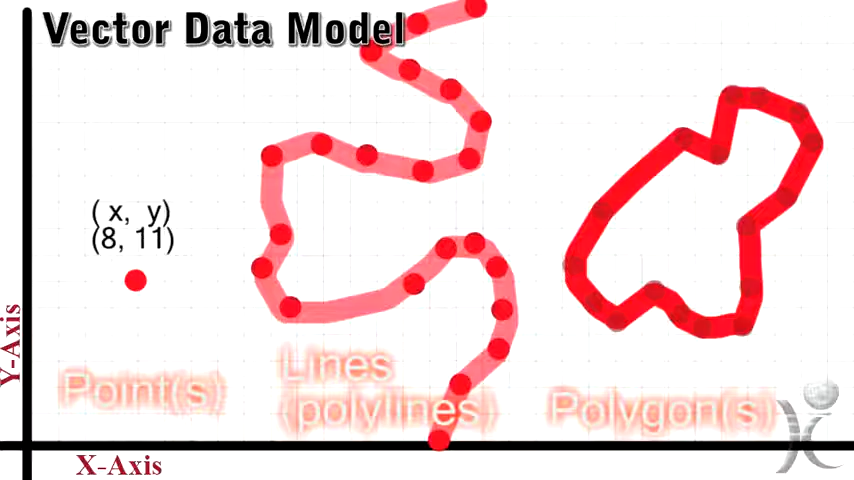 Vector Data Model
( x, y)
(8, 11)
Y-Axis
Point(s)
Lines
(polylines)
Polygon(s)
X-Axis